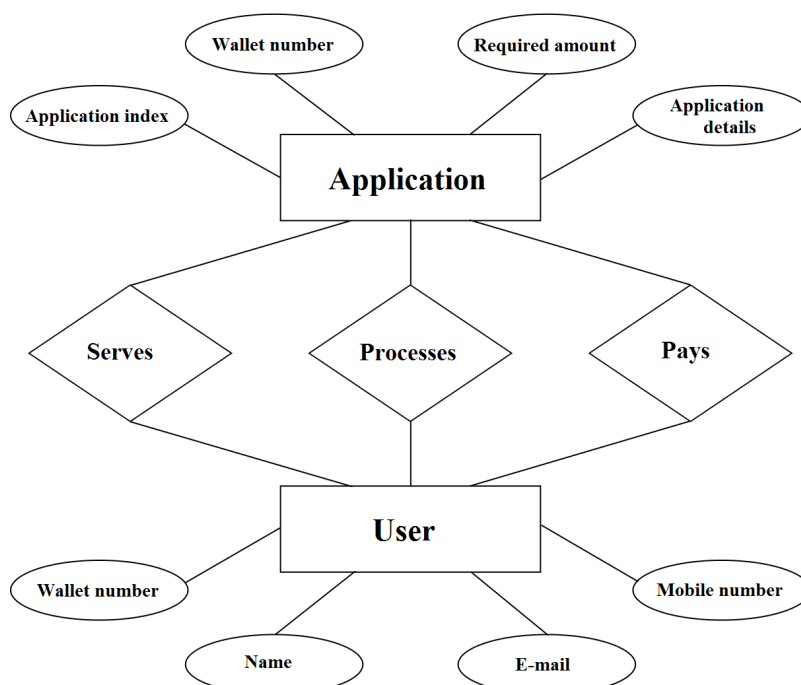 Wallet number
Required amount
Application index
Application
details
Application
Serves
Processes
Pays
User
Wallet number
Mobile number
Name
E-mail